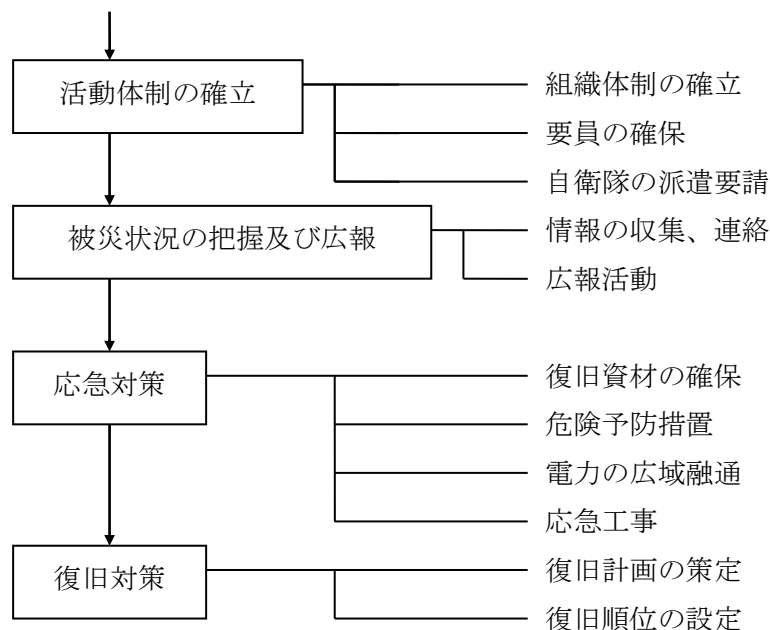 活動体制の確立
組織体制の確立
要員の確保
自衛隊の派遣要請
被災状況の把握及び広報
情報の収集、連絡
広報活動
応急対策
復旧資材の確保
危険予防措置
電力の広域融通
応急工事
復旧対策
復旧計画の策定
復旧順位の設定